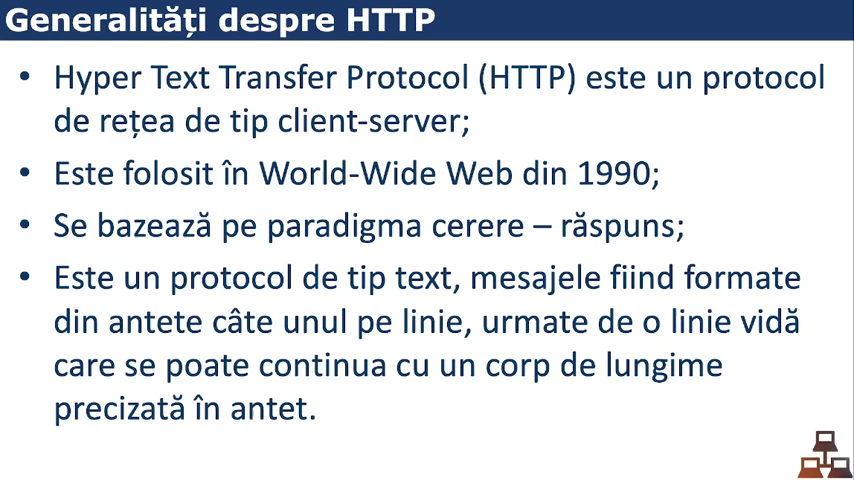 Generalități despre HTTP
• Hyper Text Transfer Protocol (HTTP) este un protocol
de rețea de tip client-server;
• Este folosit în World-Wide Web din 1990;
• Se bazează pe paradigma cerere – răspuns;
• Este un protocol de tip text, mesajele fiind formate
din antete câte unul pe linie, urmate de o linie vidă
care se poate continua cu un corp de lungime
precizată în antet.